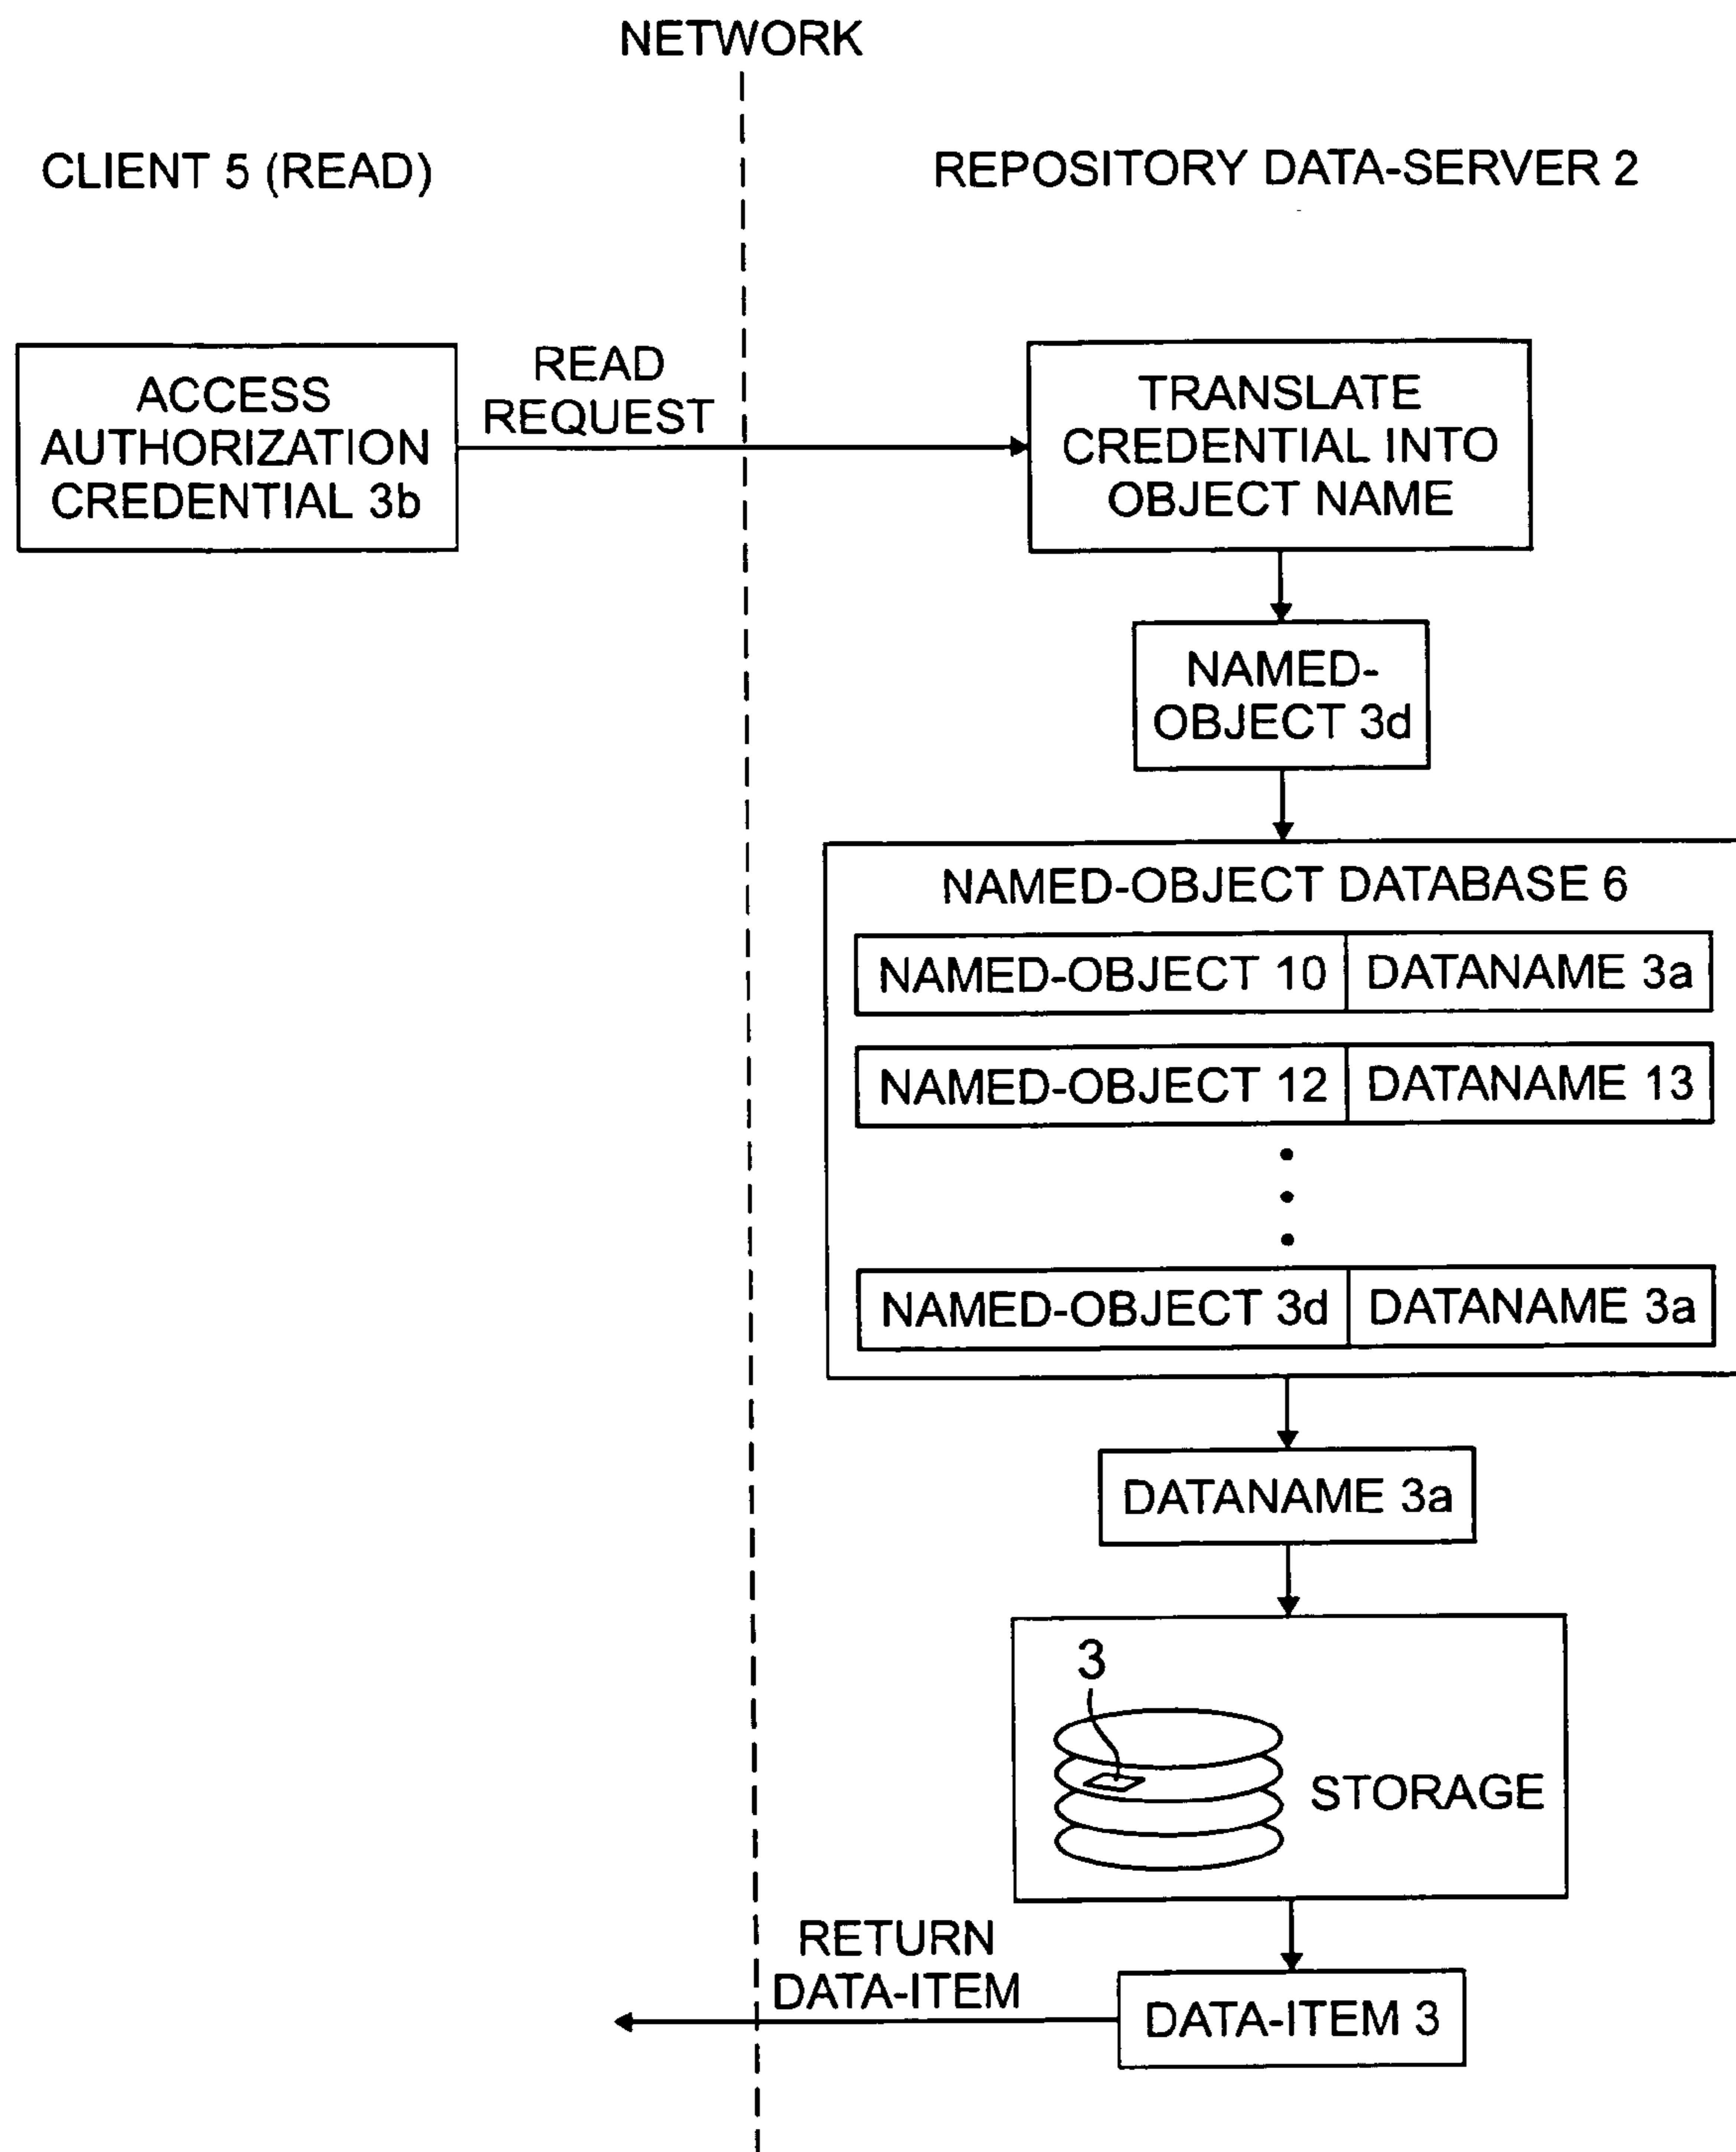 NETWORK
CLIENT 5 (READ)
REPOSITORY DATA-SERVER 2
ACCESS
AUTHORIZATION
CREDENTIAL 3b
READ
REQUEST
TRANSLATE
CREDENTIAL INTO
OBJECT NAME
NAMED-
OBJECT 3d
NAMED-OBJECT DATABASE 6
NAMED-OBJECT 10 DATANAME 3a
NAMED-OBJECT 12 DATANAME 13
NAMED-OBJECT 3d DATANAME 3a
DATANAME 3a
3
STORAGE
RETURN
DATA-ITEM
DATA-ITEM 3